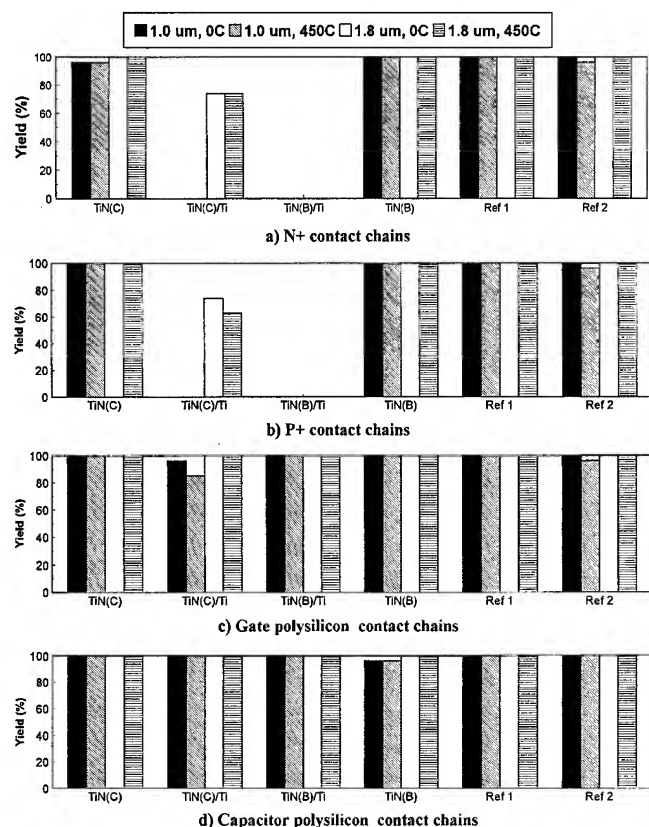 1.0 um, 0C 1.0 um, 450C 1.8 um, 0C 1.8 um, 450C
Yield (%)
100
80
60
40
20
0
TiN(C) TiN(C)/Ti TiN(B)/Ti TiN(B) Ref 1 Ref 2
a) N+ contact chains
Yield (%)
100
80
60
40
20
0
TiN(C) TiN(C)/Ti TiN(B)/Ti TiN(B) Ref 1 Ref 2
b) P+ contact chains
Yield (%)
100
80
60
40
20
0
TiN(C) TiN(C)/Ti TiN(B)/Ti TiN(B) Ref 1 Ref 2
c) Gate polysilicon contact chains
Yield (%)
100
80
60
40
20
0
TiN(C) TiN(C)/Ti TiN(B)/Ti TiN(B) Ref 1 Ref 2
d) Capacitor polysilicon contact chains